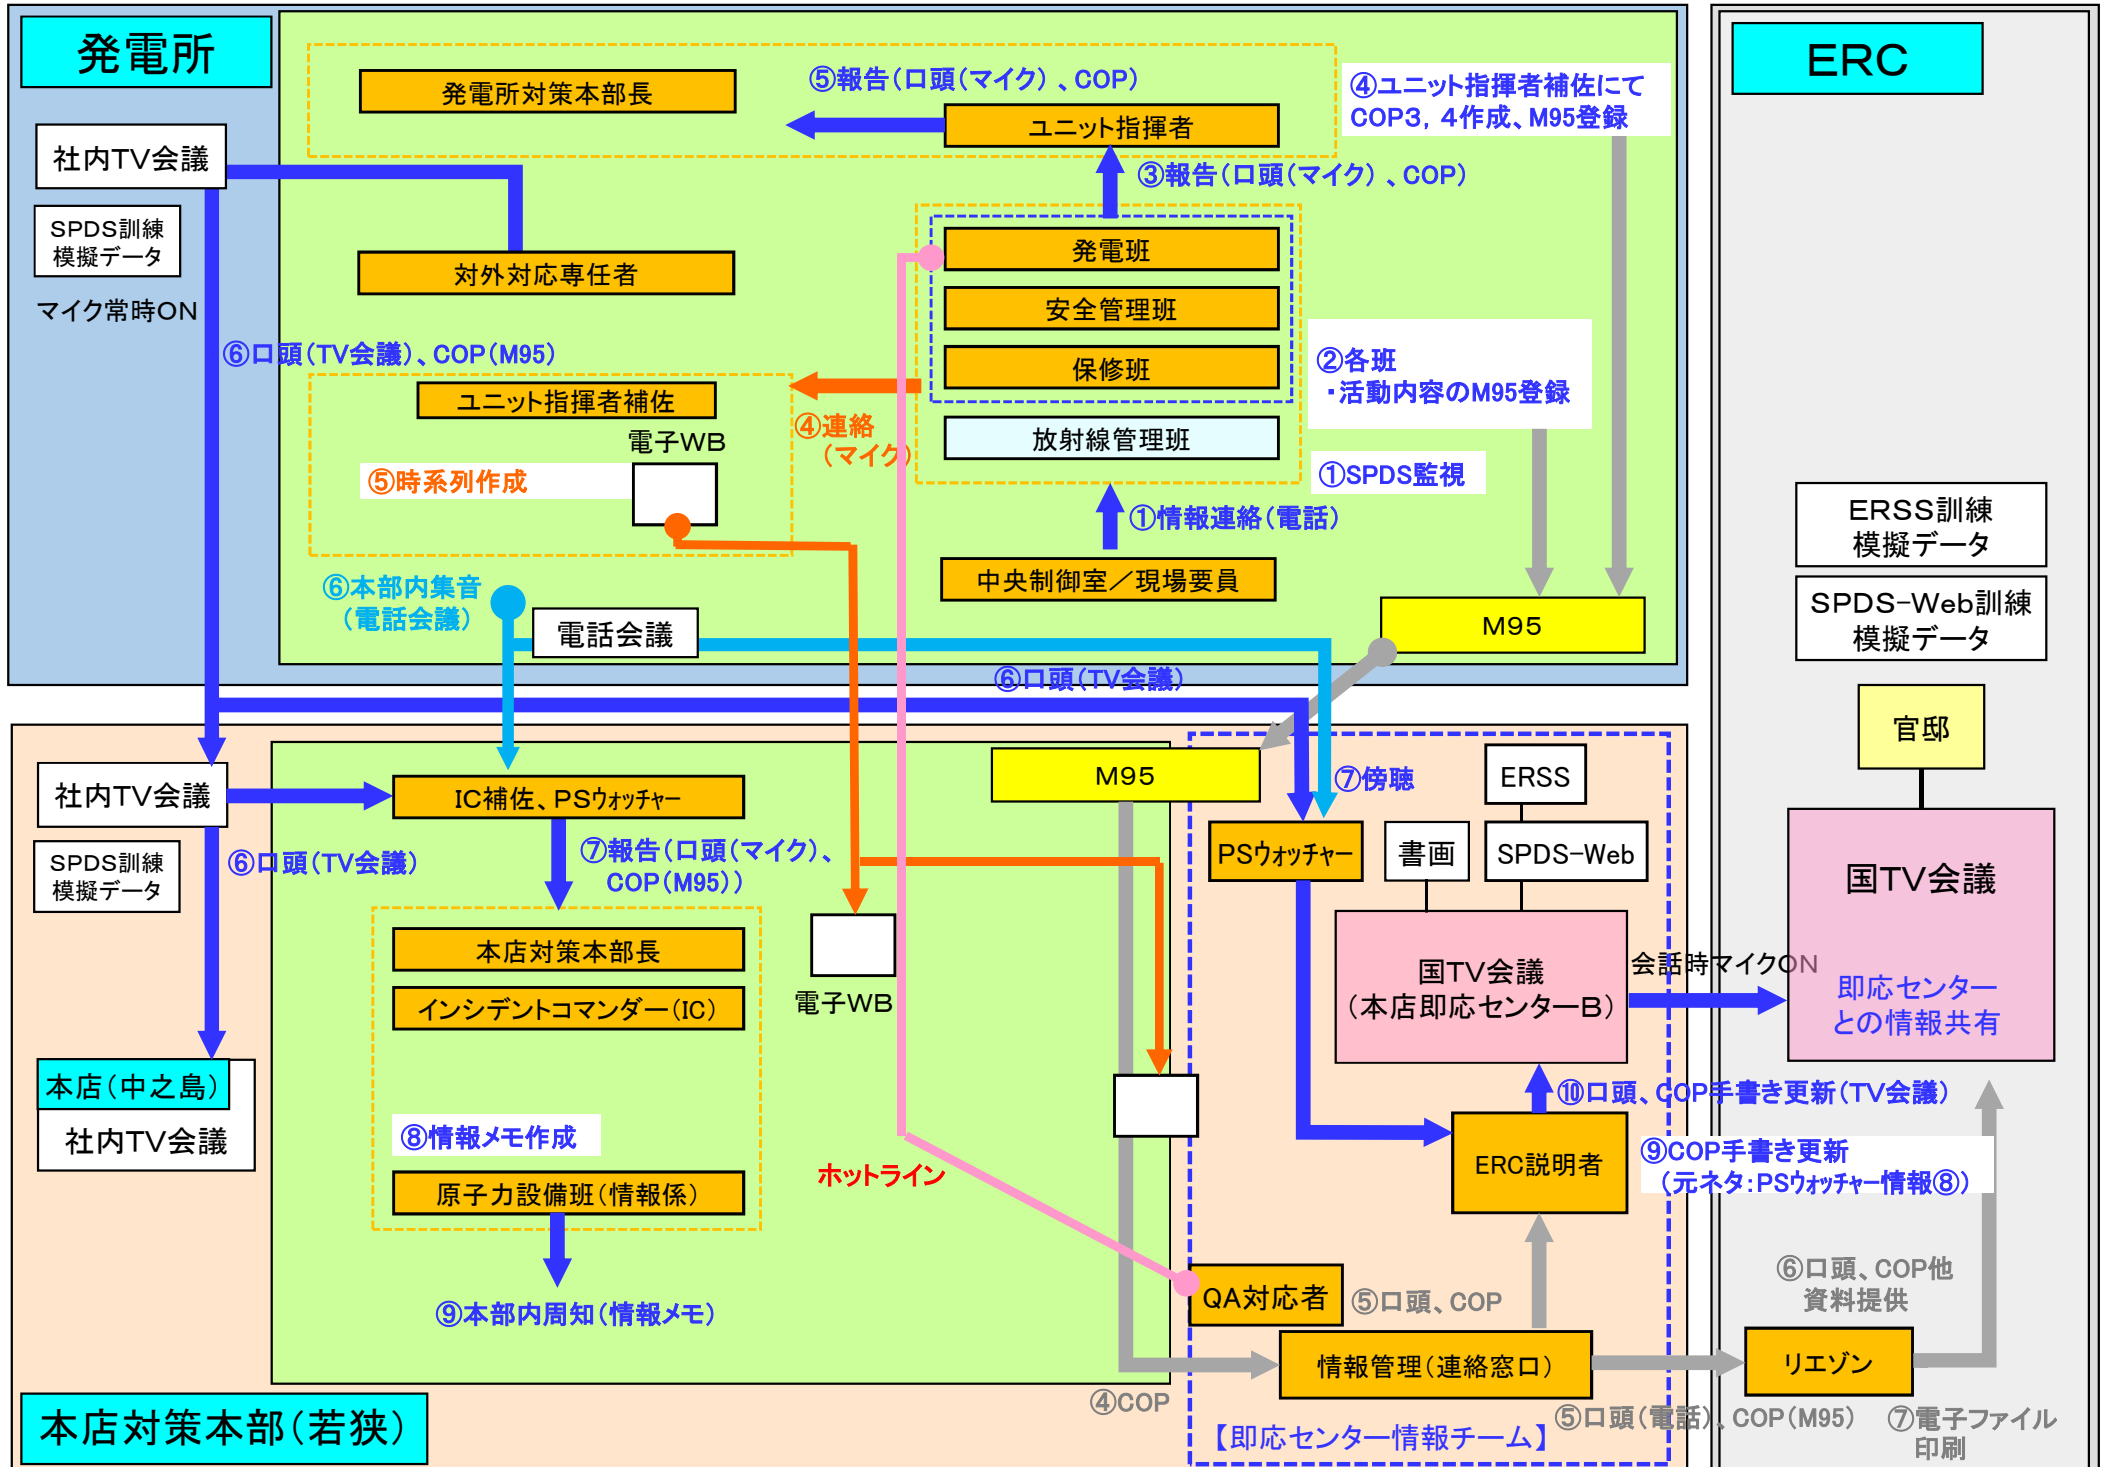 発電所
発電所対策本部長
⑤報告(口頭(マイク)、COP)
ユニット指揮者
④ユニット指揮者補佐にて
COP3，4作成、M95登録
③報告(口頭(マイク)、COP)
社内TV会議
SPDS訓練
模擬データ
マイク常時ON
対外対応専任者
⑥口頭(TV会議)、COP(M95)
発電班
安全管理班
保修班
放射線管理班
②各班
・活動内容のM95登録
①SPDS監視
ユニット指揮者補佐
電子WB
⑤時系列作成
④連絡
(マイク)
①情報連絡(電話)
中央制御室／現場要員
⑥本部内集音
(電話会議)
電話会議
M95
⑥口頭(TV会議)
ERC
ERSS訓練
模擬データ
SPDS-Web訓練
模擬データ
官邸
国TV会議
即応センター
との情報共有
社内TV会議
SPDS訓練
模擬データ
⑥口頭(TV会議)
IC補佐、PSウォッチャー
⑦報告(口頭(マイク)、
COP(M95))
本店対策本部長
インシデントコマンダー(IC)
電子WB
M95
⑦傍聴
ERSS
PSウォッチャー
書画
SPDS-Web
国TV会議
(本店即応センターB)
会話時マイクON
本店(中之島)
社内TV会議
⑧情報メモ作成
原子力設備班(情報係)
⑨本部内周知(情報メモ)
ホットライン
⑩口頭、COP手書き更新(TV会議)
ERC説明者
⑨COP手書き更新
(元ネタ:PSウォッチャー情報⑧)
QA対応者
⑤口頭、COP
情報管理(連絡窓口)
④COP
⑥口頭、COP他
資料提供
リエゾン
⑤口頭(電話)、COP(M95)
⑦電子ファイル
印刷
【即応センター情報チーム】
本店対策本部(若狭)